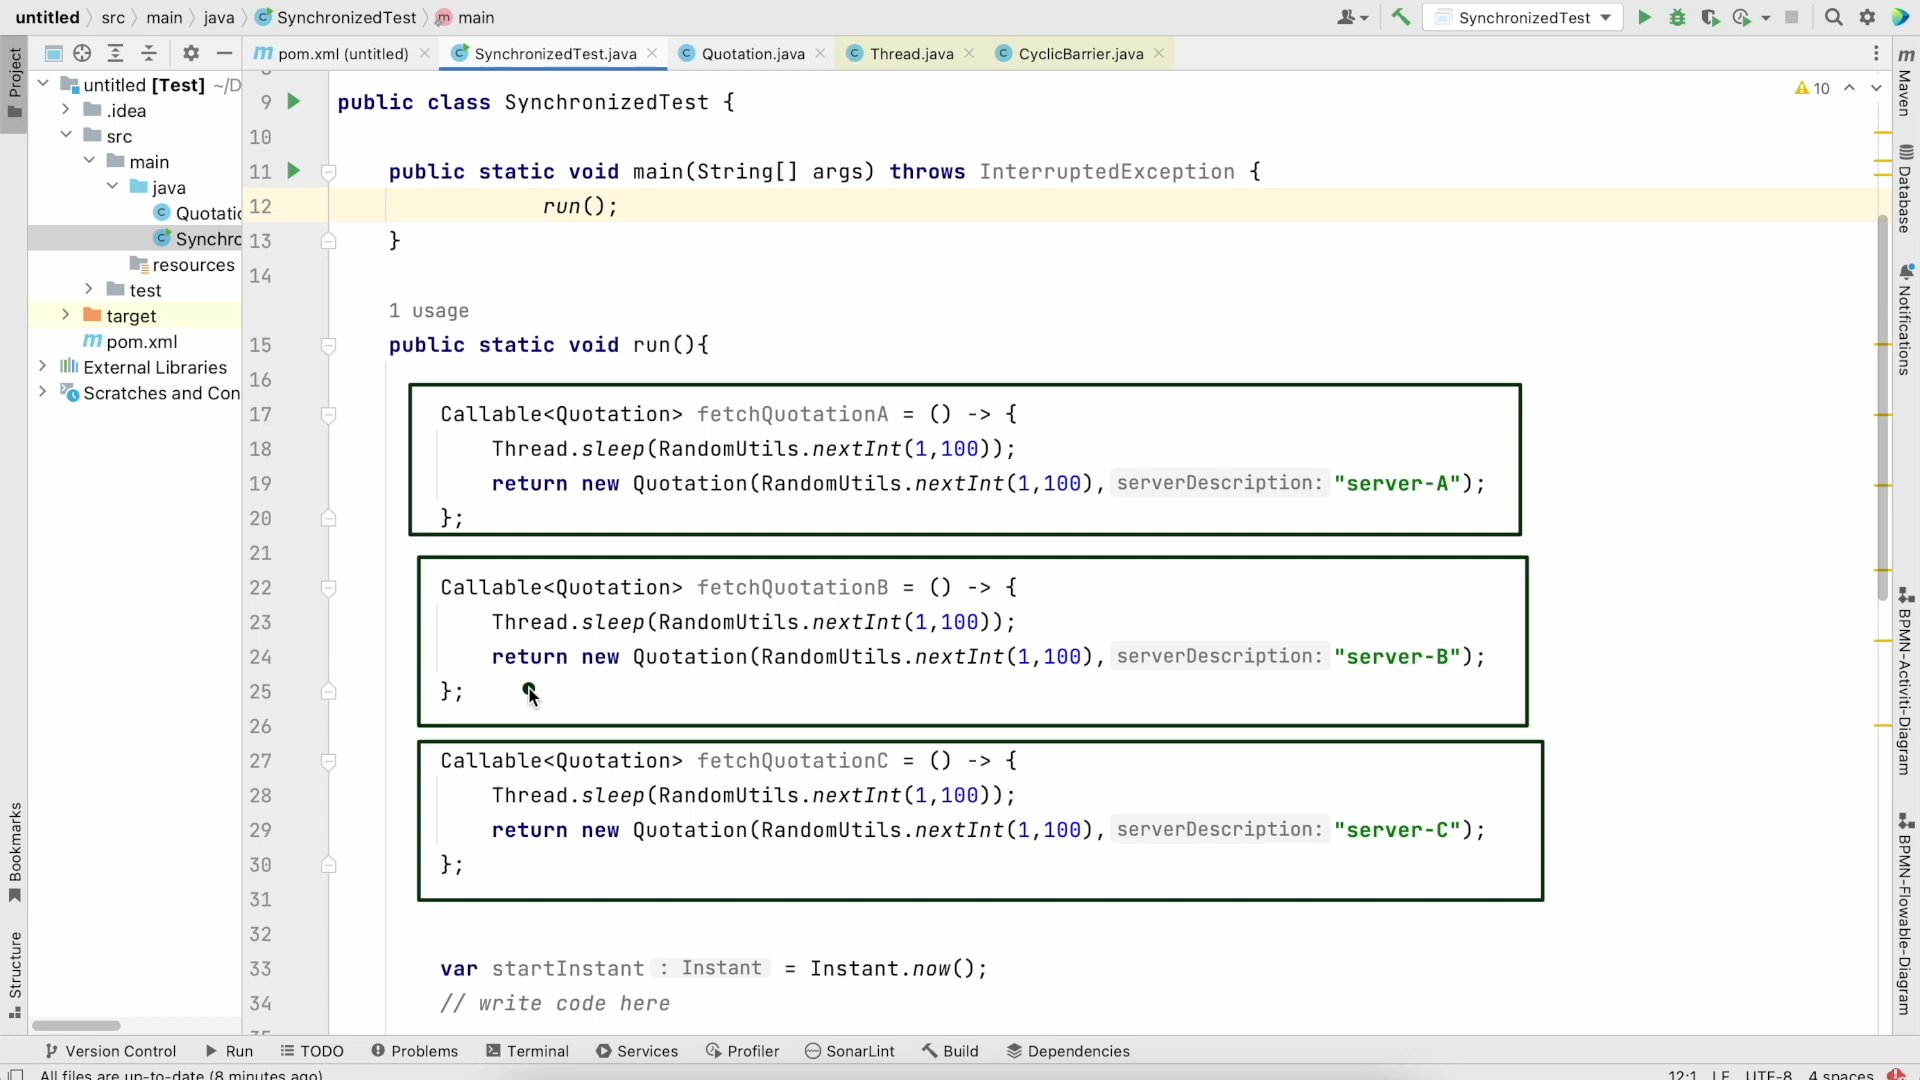 untitled src main java SynchronizedTest main
SynchronizedTest
Project
pom.xml (untitled) SynchronizedTest.java Quotation.java Thread.java CyclicBarrier.java
untitled [Test] ~/D
.idea
src
main
java
Quotatic
Synchro
resources
test
target
pom.xml
External Libraries
Scratches and Con
10
9 public class SynchronizedTest {
10
11 public static void main(String[] args) throws InterruptedException {
12 run();
13 }
14
1 usage
15 public static void run(){
16
17 Callable<Quotation> fetchQuotationA = () -> {
18 Thread.sleep(RandomUtils.nextInt(1,100));
19 return new Quotation(RandomUtils.nextInt(1,100), serverDescription: "server-A");
20 };
21
22 Callable<Quotation> fetchQuotationB = () -> {
23 Thread.sleep(RandomUtils.nextInt(1,100));
24 return new Quotation(RandomUtils.nextInt(1,100), serverDescription: "server-B");
25 };
26
27 Callable<Quotation> fetchQuotationC = () -> {
28 Thread.sleep(RandomUtils.nextInt(1,100));
29 return new Quotation(RandomUtils.nextInt(1,100), serverDescription: "server-C");
30 };
31
32
33 var startInstant : Instant = Instant.now();
34 // write code here
Bookmarks
Structure
m Maven
Database
Notifications
BPMN-Activiti-Diagram
BPMN-Flowable-Diagram
Version Control Run TODO Problems Terminal Services Profiler SonarLint Build Dependencies
All files are up-to-date (8 minutes ago) 12:1 LF UTF-8 4 spaces